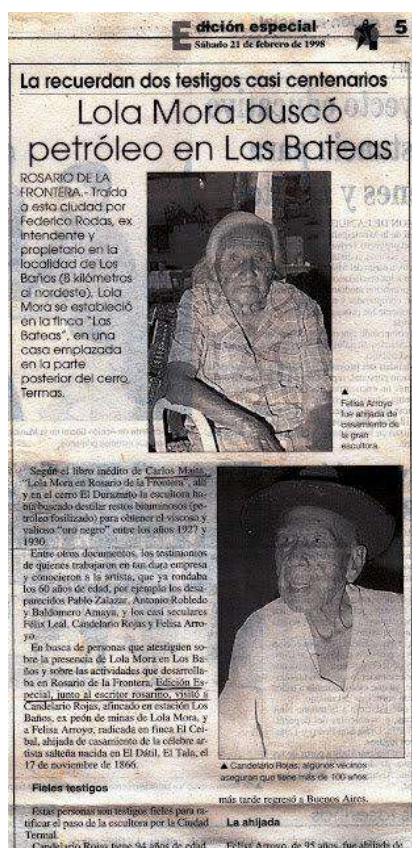 Edición especial
5
Sábado 21 de febrero de 1998
La recuerdan dos testigos casi centenarios
Lola Mora buscó
petróleo en Las Bateas
ROSARIO DE LA
FRONTERA.- Traída
a esta ciudad por
Federico Rodas, ex
intendente y
propietario en la
localidad de Los
Baños (8 kilómetros
al nordeste), Lola
Mora se estableció
en la finca "Las
Bateas", en una
casa emplazada
en la parte
posterior del cerro
Termas.
Felisa Arroyo
fue ahijada de
casamiento de
la gran
escultora.
Según el libro inédito de Carlos Maita,
"Lola Mora en Rosario de la Frontera", allí
y en el cerro El Duraznito la escultora ha-
bía buscado destilar restos bituminosos (pe-
tróleo fosilizado) para obtener el viscoso y
valioso "oro negro" entre los años 1927 y
1930.
Entre otros documentos, los testimonios
de quienes trabajaron en tan dura empresa
y conocieron a la artista, que ya rondaba
los 60 años de edad, por ejemplo los desa-
parecidos Pablo Zalazar, Antonio Robledo
y Baldomero Amaya, y los casi seculares
Félix Leal, Candelario Rojas y Felisa Arro-
yo.
En busca de personas que atestigüen so-
bre la presencia de Lola Mora en Los Ba-
ños y sobre las actividades que desarrolla-
ba en Rosario de la Frontera, Edición Es-
pecial, junto al escritor rosarino, visitó a
Candelario Rojas, afincado en estación Los
Baños, ex peón de minas de Lola Mora, y
a Felisa Arroyo, radicada en finca El Cei-
bal, ahijada de casamiento de la célebre ar-
tista salteña nacida en El Dátil, El Tala, el
17 de noviembre de 1866.
Fieles testigos
Estas personas son testigos fieles para ra-
tificar el paso de la escultora por la Ciudad
Termal.
Candelario Rojas tiene 94 años de edad
Candelario Rojas: algunos vecinos
aseguran que tiene más de 100 años.
más tarde regresó a Buenos Aires.
La ahijada
Felisa Arroyo, de 95 años, fue ahijada de